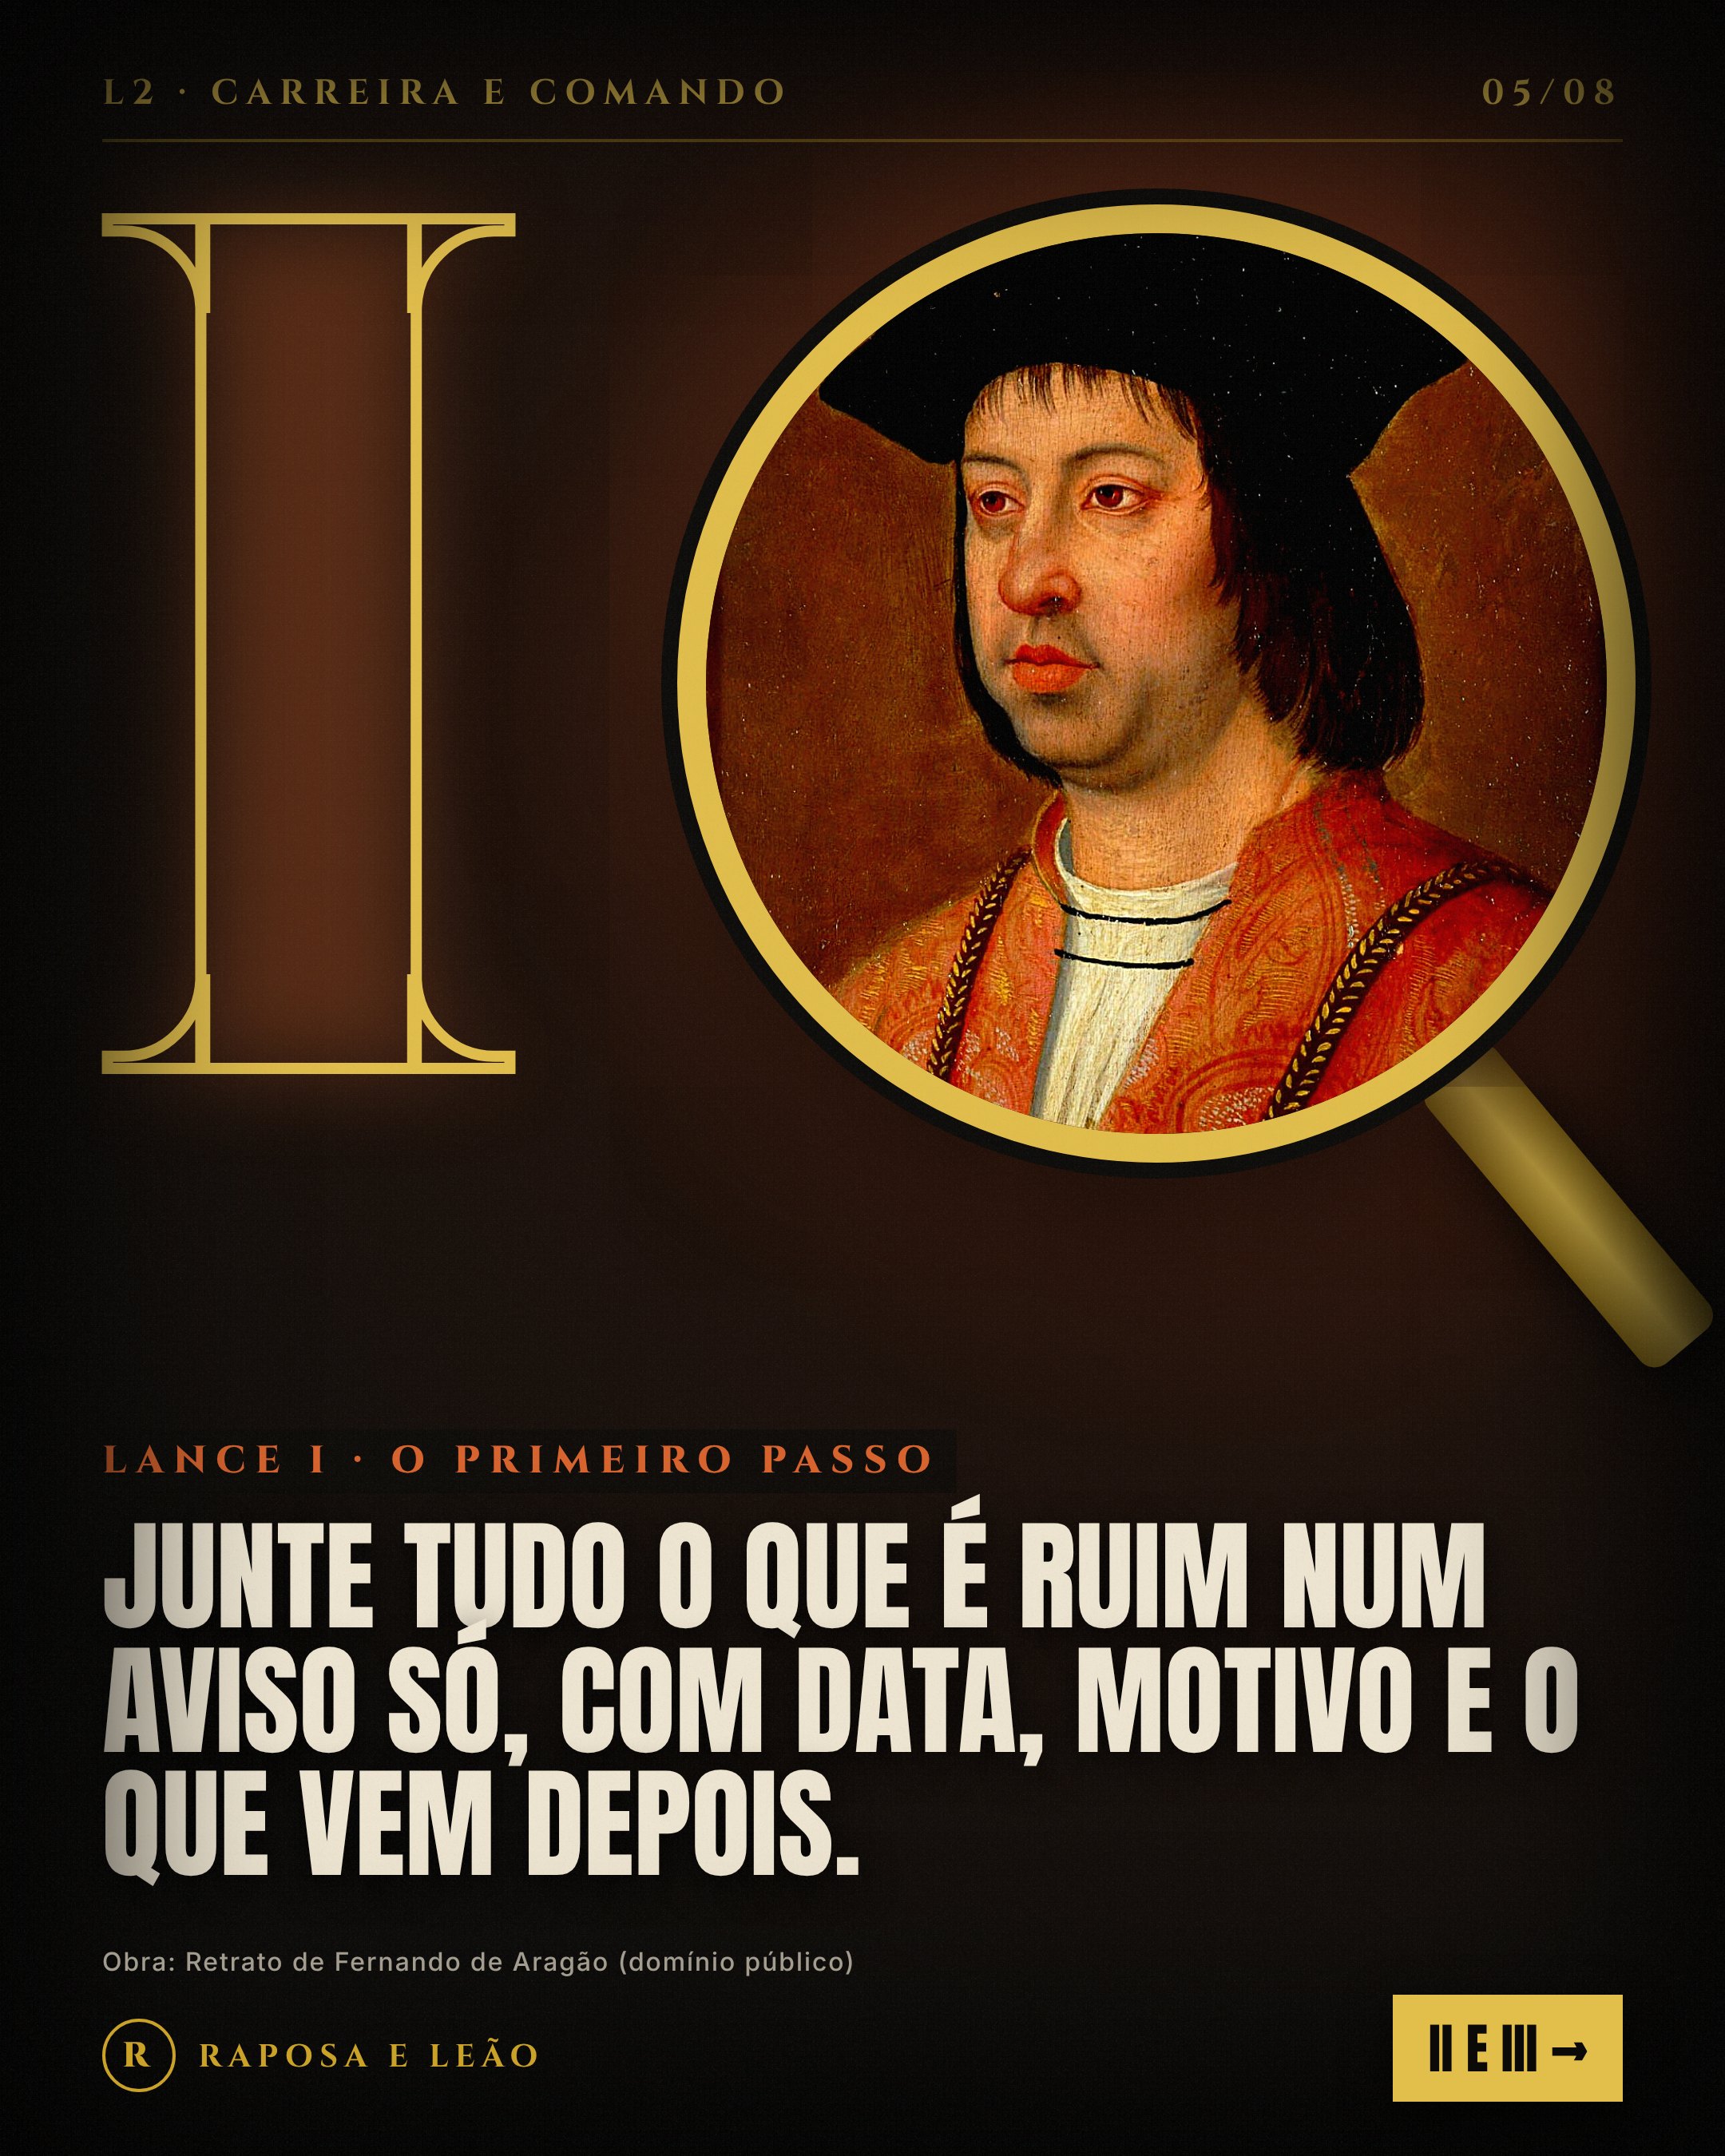 L2 · CARREIRA E COMANDO
05/08
I
LANCE I · O PRIMEIRO PASSO
JUNTE TUDO O QUE É RUIM NUM
AVISO SÓ, COM DATA, MOTIVO E O
QUE VEM DEPOIS.
Obra: Retrato de Fernando de Aragão (domínio público)
R RAPOSA E LEÃO
II E III →